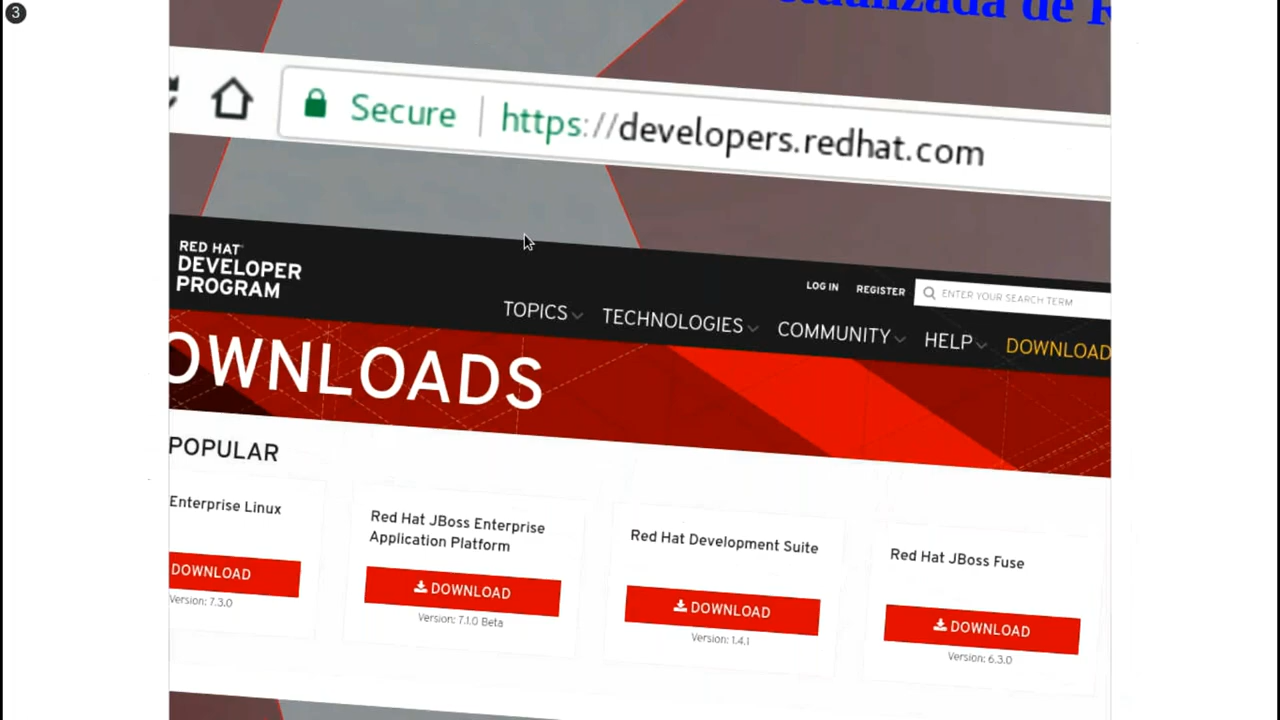 3
de
Secure https://developers.redhat.com
RED HAT
DEVELOPER
PROGRAM
LOG IN REGISTER ENTER YOUR SEARCH TERM
TOPICS TECHNOLOGIES COMMUNITY HELP DOWNLOAD
OWNLOADS
POPULAR
Enterprise Linux
DOWNLOAD
Version: 7.3.0
Red Hat JBoss Enterprise
Application Platform
DOWNLOAD
Version: 7.1.0 Beta
Red Hat Development Suite
DOWNLOAD
Version: 1.4.1
Red Hat JBoss Fuse
DOWNLOAD
Version: 6.3.0